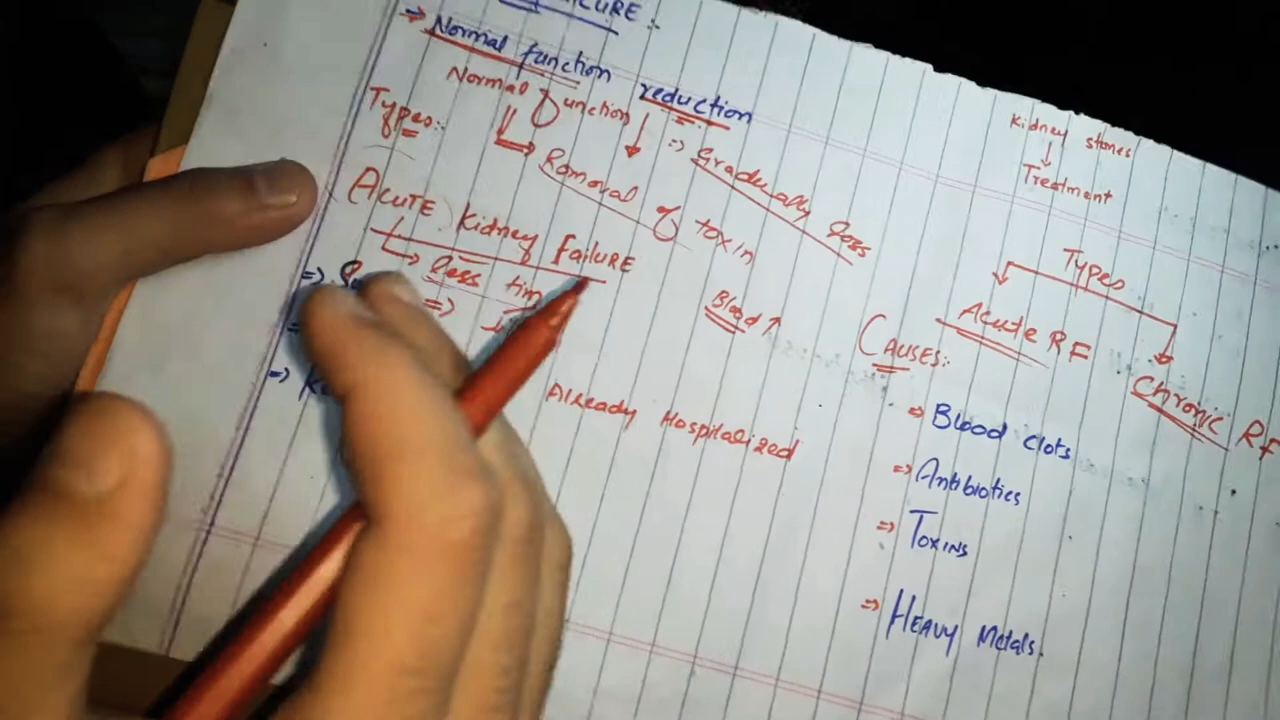 Normal function reduction
Normal function
⇒ Gradually loss
Removal of toxin
Types:
ACUTE Kidney FaiLURE
less
Blood ↑
Already Hospitalized
Kidney stones
↓
Treatment
Types
Acute RF
Chronic RF
CAUSES:
⇒ Blood clots
⇒ Antibiotics
⇒ Toxins
⇒ HEAVY Metals.